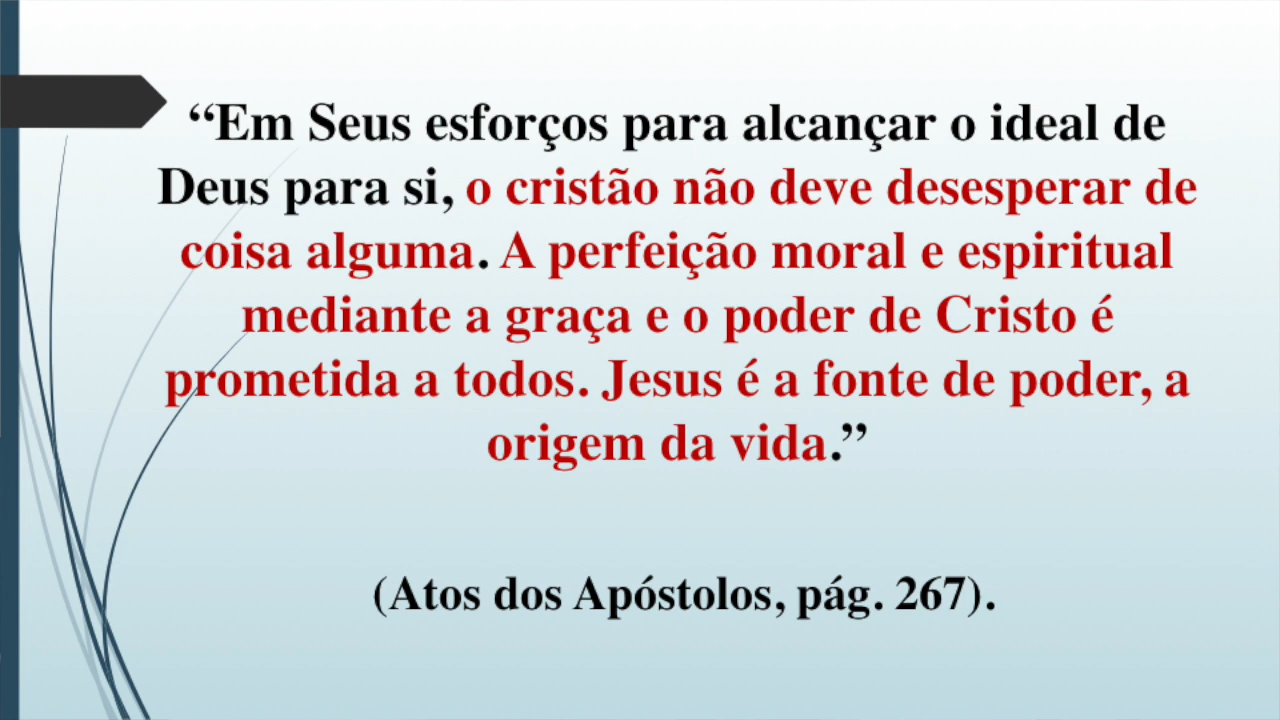 “Em Seus esforços para alcançar o ideal de
Deus para si, o cristão não deve desesperar de
coisa alguma. A perfeição moral e espiritual
mediante a graça e o poder de Cristo é
prometida a todos. Jesus é a fonte de poder, a
origem da vida.”
(Atos dos Apóstolos, pág. 267).